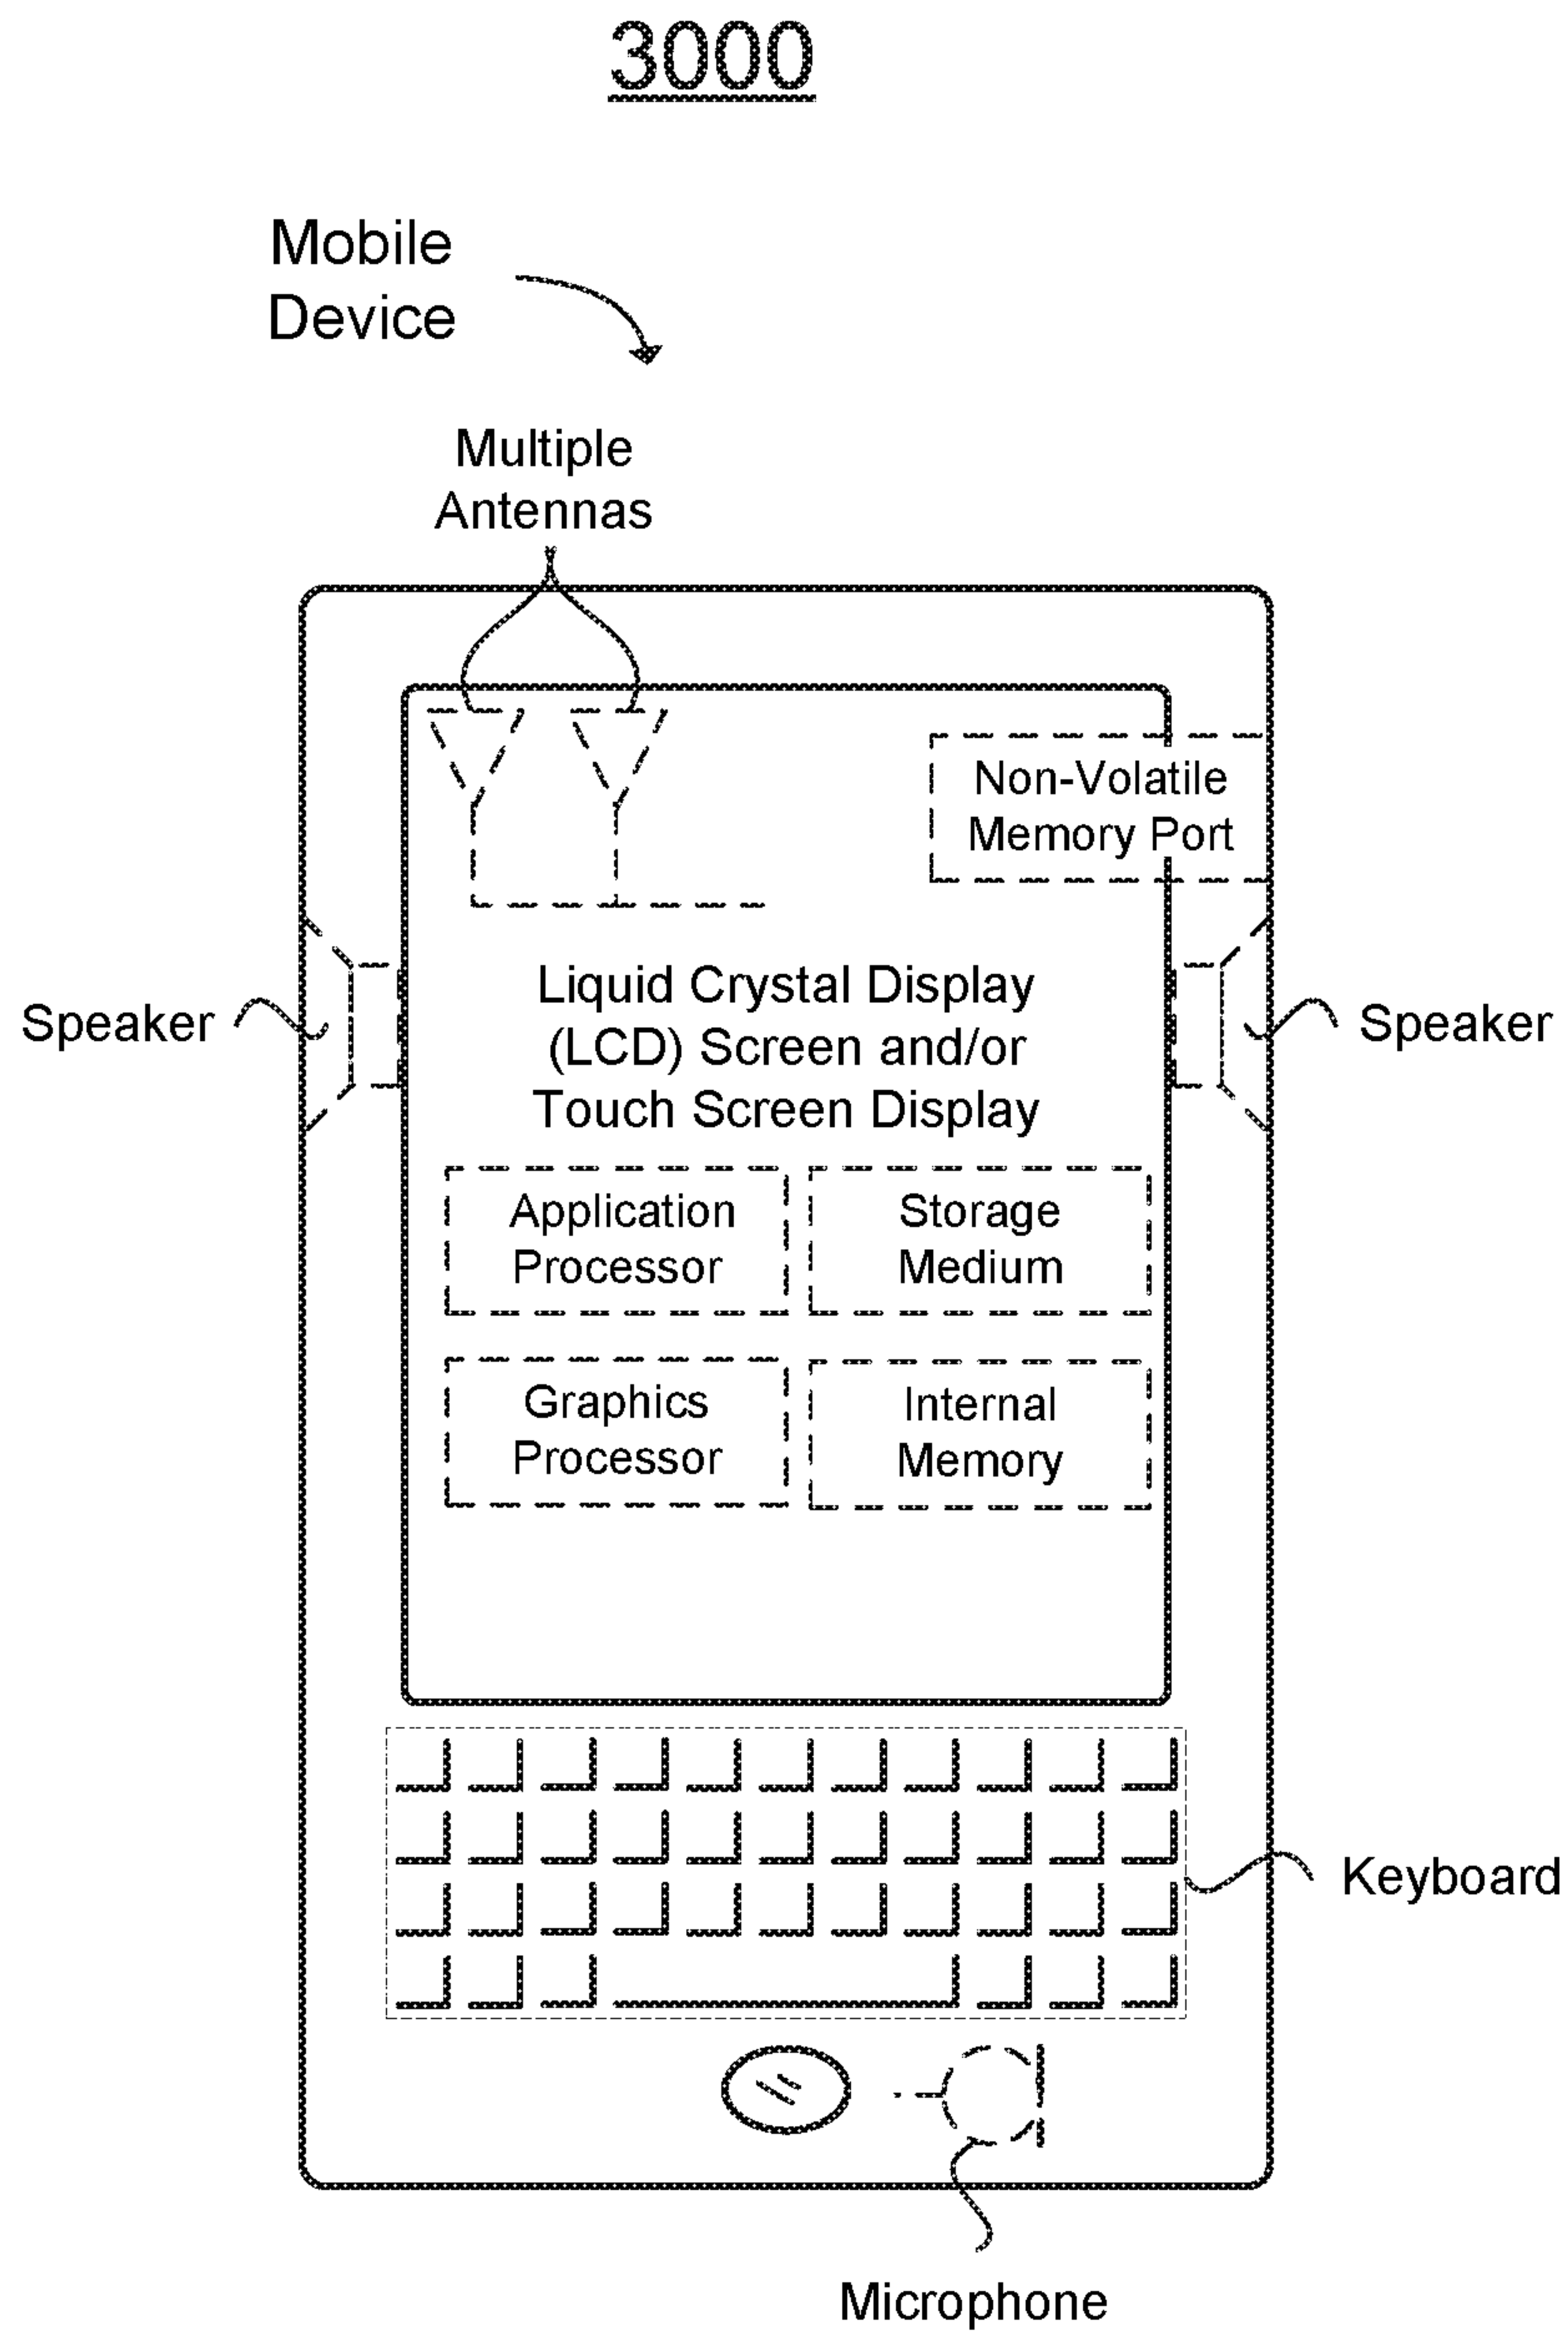 3000
Mobile
Device
Multiple
Antennas
Non-Volatile
Memory Port
Speaker
Liquid Crystal Display
(LCD) Screen and/or
Touch Screen Display
Speaker
Application
Processor
Storage
Medium
Graphics
Processor
Internal
Memory
Keyboard
Microphone